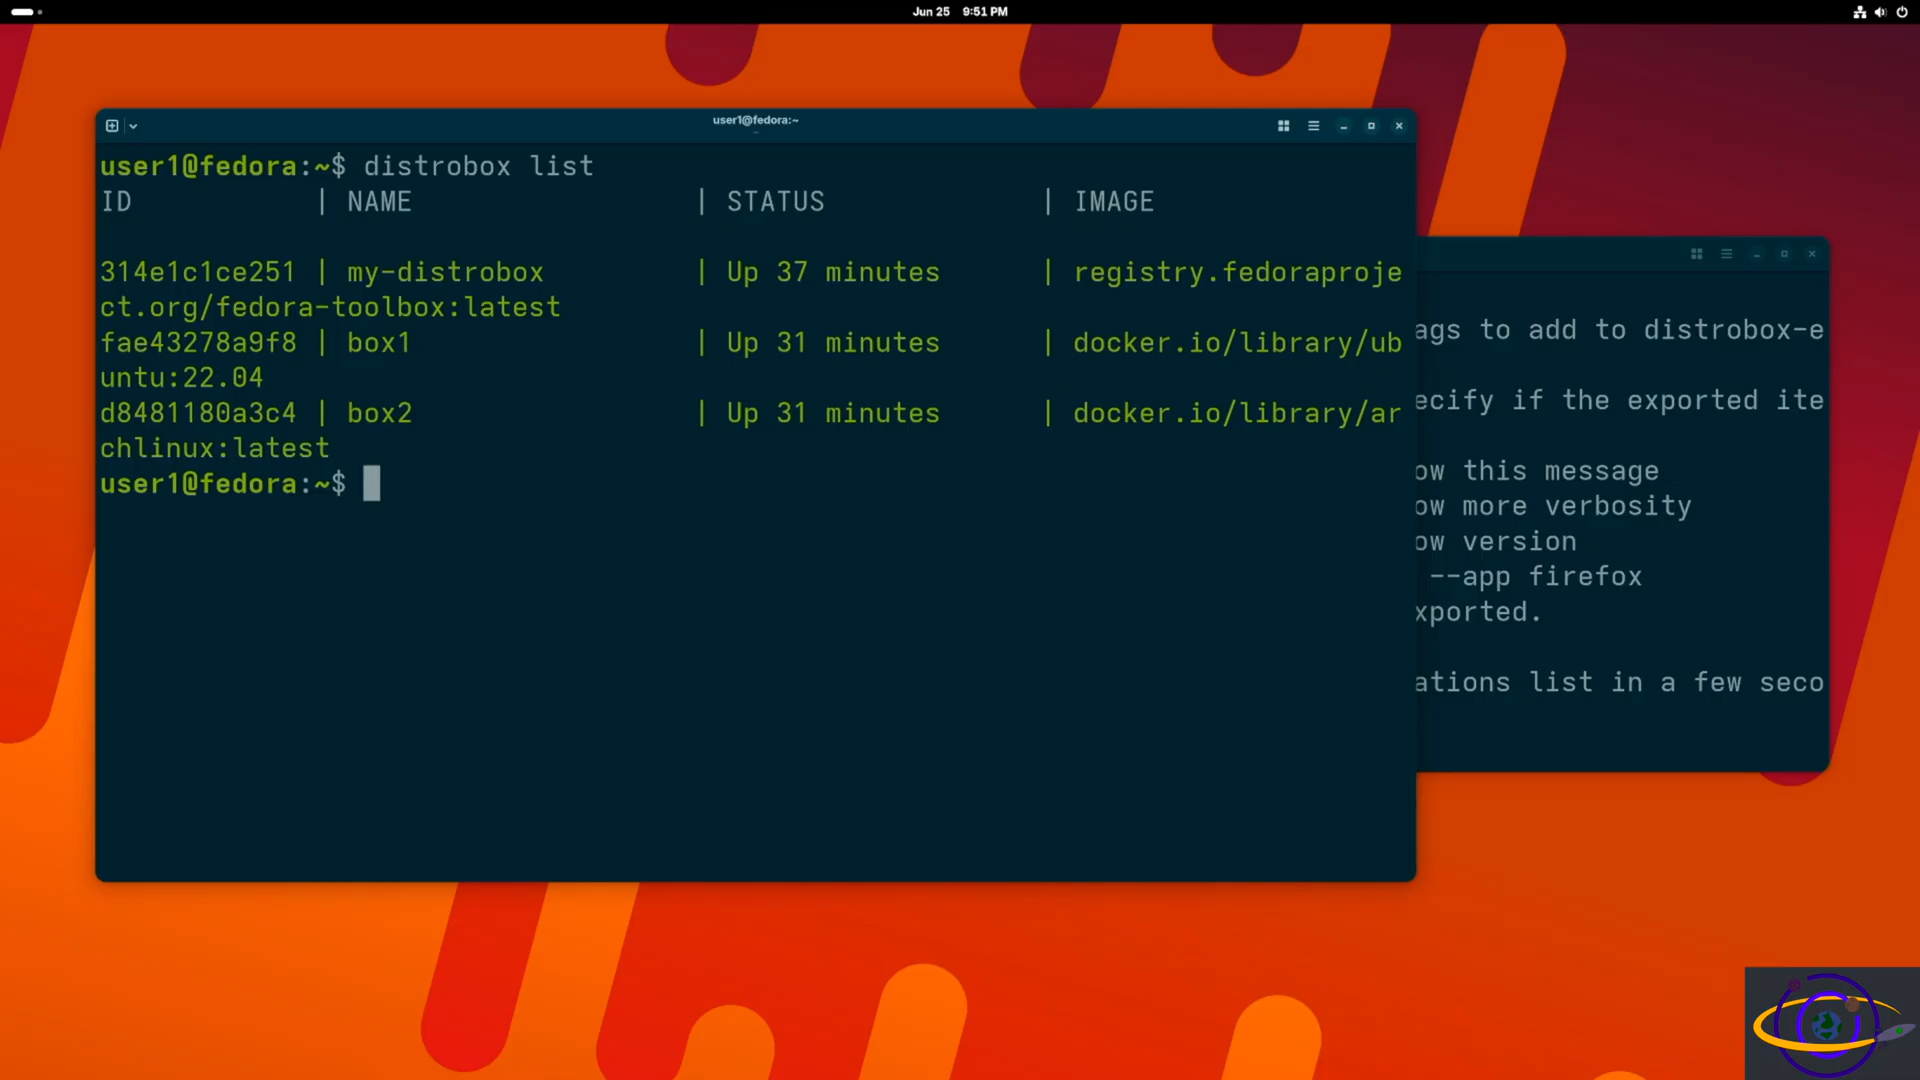 Jun 25 9:51 PM
user1@fedora:~
user1@fedora:~$ distrobox list
ID | NAME | STATUS | IMAGE
314e1c1ce251 | my-distrobox | Up 37 minutes | registry.fedoraproje
ct.org/fedora-toolbox:latest
fae43278a9f8 | box1 | Up 31 minutes | docker.io/library/ub
untu:22.04
d8481180a3c4 | box2 | Up 31 minutes | docker.io/library/ar
chlinux:latest
user1@fedora:~$
ags to add to distrobox-e
ecify if the exported ite
ow this message
ow more verbosity
ow version
--app firefox
xported.
ations list in a few seco